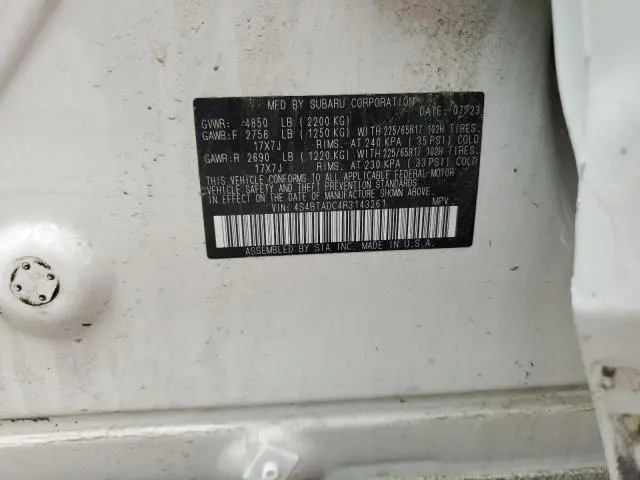 MFD BY SUBARU CORPORATION
DATE: 07/23
GVWR: 4850 LB (2200 KG)
GAWR:F 2756 LB (1250 KG) WITH 225/65R17 102H TIRES.
17X7J RIMS. AT 240 KPA (35 PSI) COLD
GAWR:R 2690 LB (1220 KG) WITH 225/65R17 102H TIRES.
17X7J RIMS. AT 230 KPA (33 PSI) COLD
THIS VEHICLE CONFORMS TO ALL APPLICABLE FEDERAL MOTOR
VEHICLE SAFETY AND THEFT PREVENTION STANDARDS
IN EFFECT ON THE DATE OF MANUFACTURE SHOWN ABOVE.
VIN: 4S4BTADC4R3143261 MPV
ASSEMBLED BY SIA INC. MADE IN U.S.A.